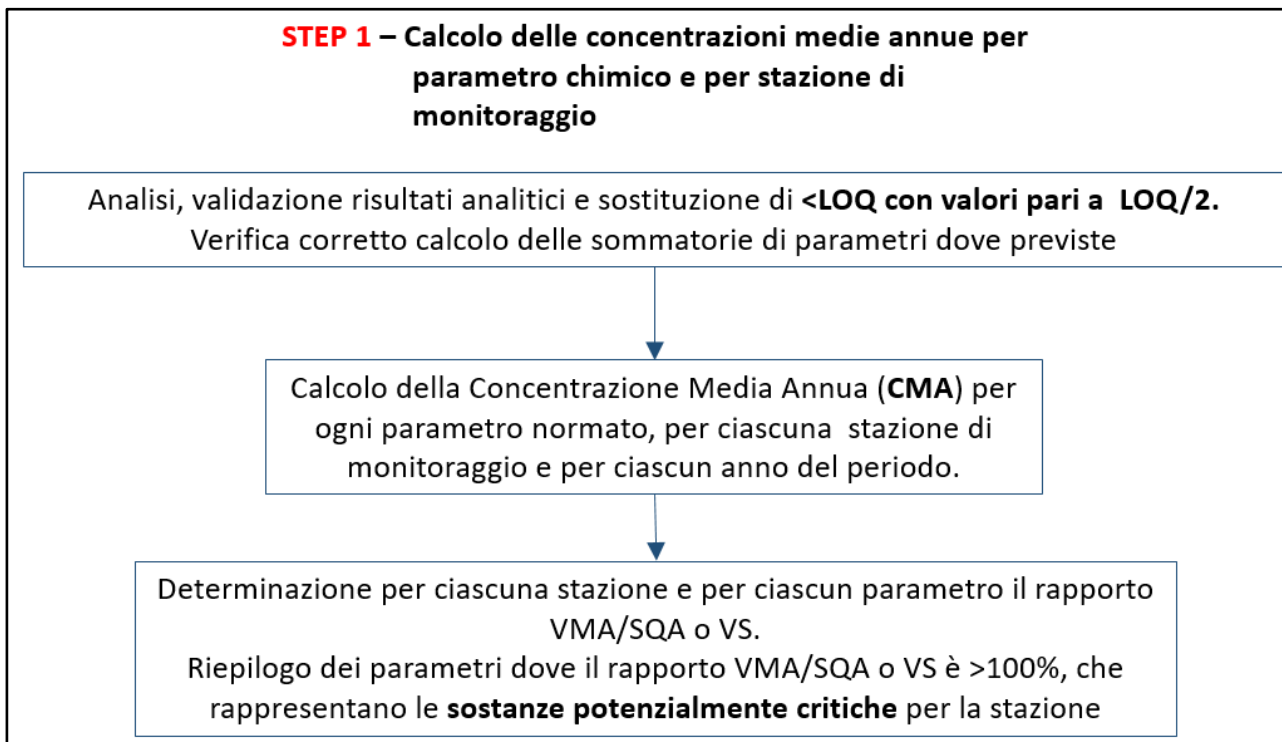 STEP 1 – Calcolo delle concentrazioni medie annue per
parametro chimico e per stazione di
monitoraggio
Analisi, validazione risultati analitici e sostituzione di <LOQ con valori pari a LOQ/2.
Verifica corretto calcolo delle sommatorie di parametri dove previste
Calcolo della Concentrazione Media Annua (CMA) per
ogni parametro normato, per ciascuna stazione di
monitoraggio e per ciascun anno del periodo.
Determinazione per ciascuna stazione e per ciascun parametro il rapporto
VMA/SQA o VS.
Riepilogo dei parametri dove il rapporto VMA/SQA o VS è >100%, che
rappresentano le sostanze potenzialmente critiche per la stazione